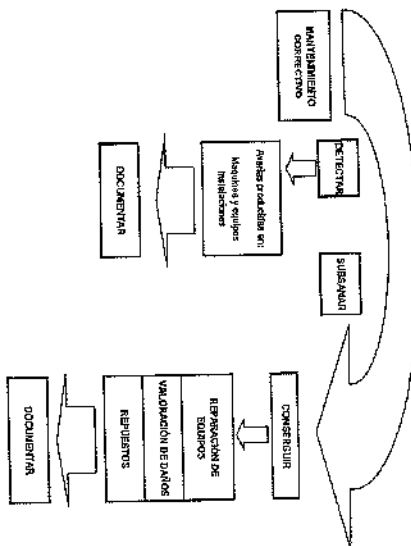 MANTENIMIENTO
CORRECTIVO
DETECTAR
Averías producidas en:
Maquinas y equipos
Instalaciones
DOCUMENTAR
SUBSANAR
CONSERGUIR
REPARACIÓN DE
EQUIPOS
VALORACIÓN DE DAÑOS
REPUESTOS
DOCUMENTAR